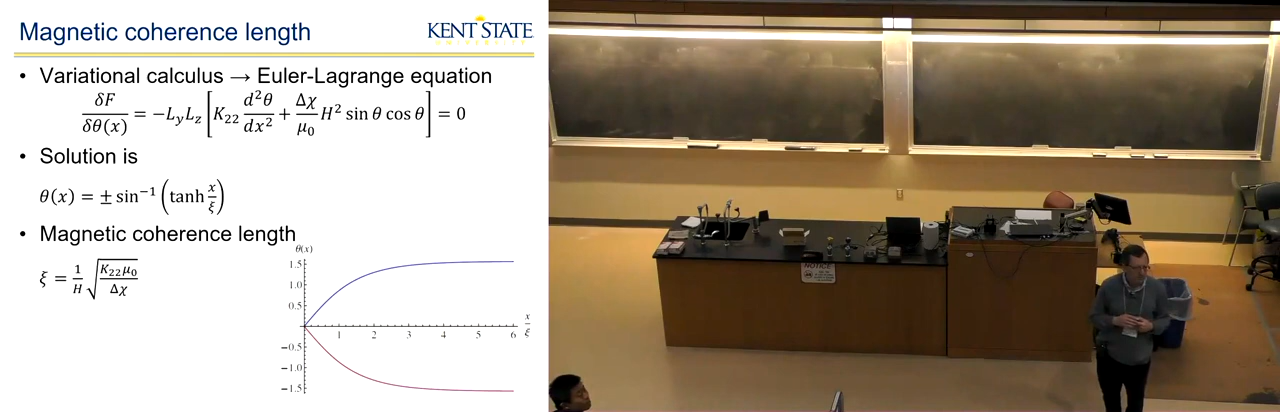 Magnetic coherence length
KENT STATE
UNIVERSITY
• Variational calculus → Euler-Lagrange equation
δF/δθ(x) = −L_yL_z [K₂₂ d²θ/dx² + Δχ/μ₀ H² sin θ cos θ] = 0
• Solution is
θ(x) = ± sin⁻¹ (tanh x/ξ)
• Magnetic coherence length
ξ = 1/H √(K₂₂μ₀/Δχ)
θ(x)
1.5
1.0
0.5
−0.5
−1.0
−1.5
1 2 3 4 5 6
x/ξ
NOTICE